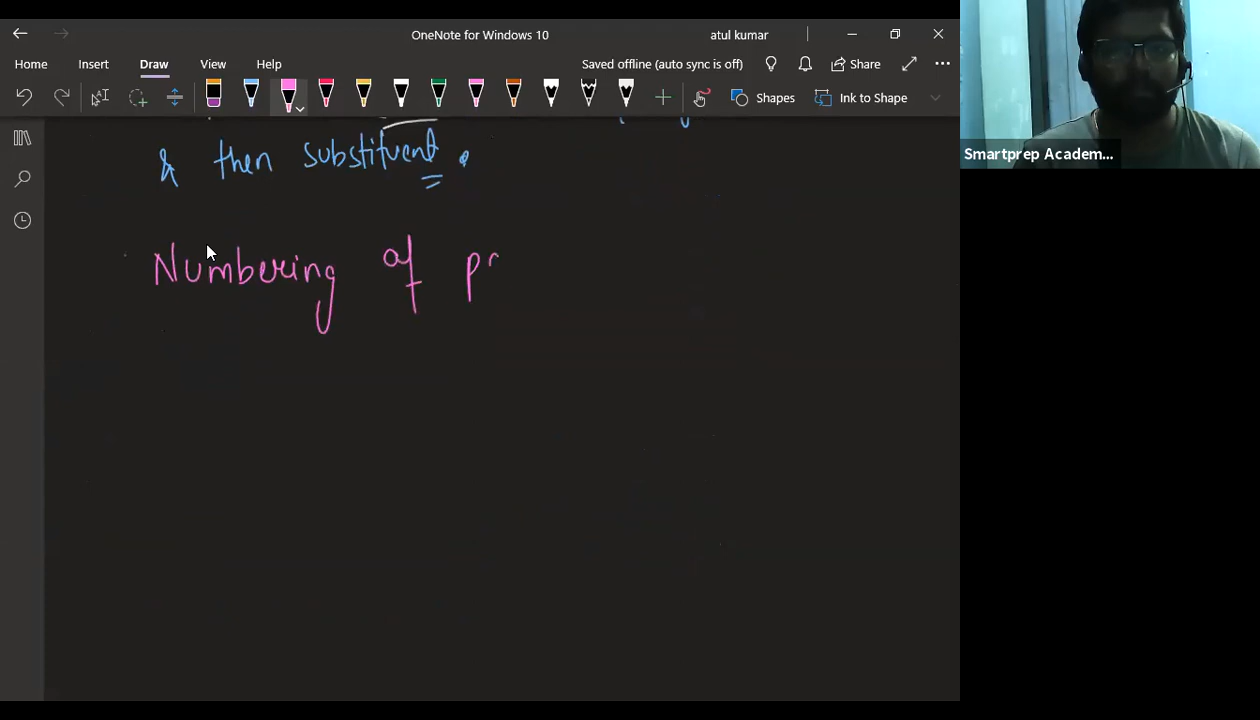 OneNote for Windows 10
atul kumar
Home Insert Draw View Help
Saved offline (auto sync is off)
Share
Shapes
Ink to Shape
& then substituent.
Numbering of pr
Smartprep Academ...